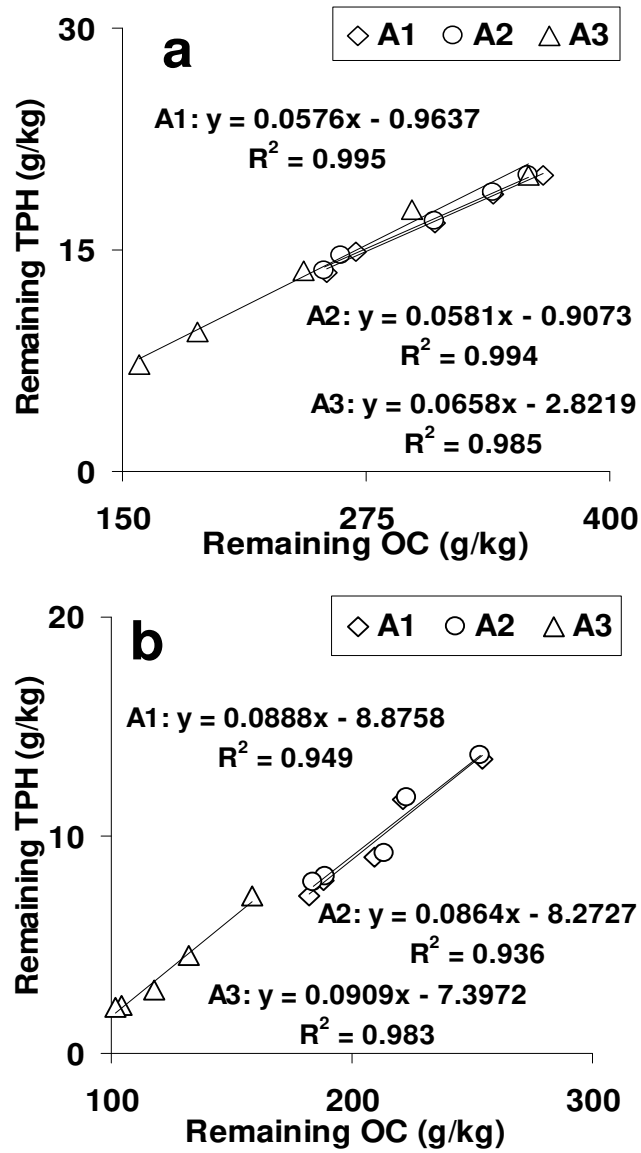 30
a
A1 A2 A3
A1: y = 0.0576x - 0.9637
R² = 0.995
Remaining TPH (g/kg)
15
A2: y = 0.0581x - 0.9073
R² = 0.994
A3: y = 0.0658x - 2.8219
R² = 0.985
0
150 275 400
Remaining OC (g/kg)
20
b
A1 A2 A3
A1: y = 0.0888x - 8.8758
R² = 0.949
Remaining TPH (g/kg)
10
A2: y = 0.0864x - 8.2727
R² = 0.936
A3: y = 0.0909x - 7.3972
R² = 0.983
0
100 200 300
Remaining OC (g/kg)